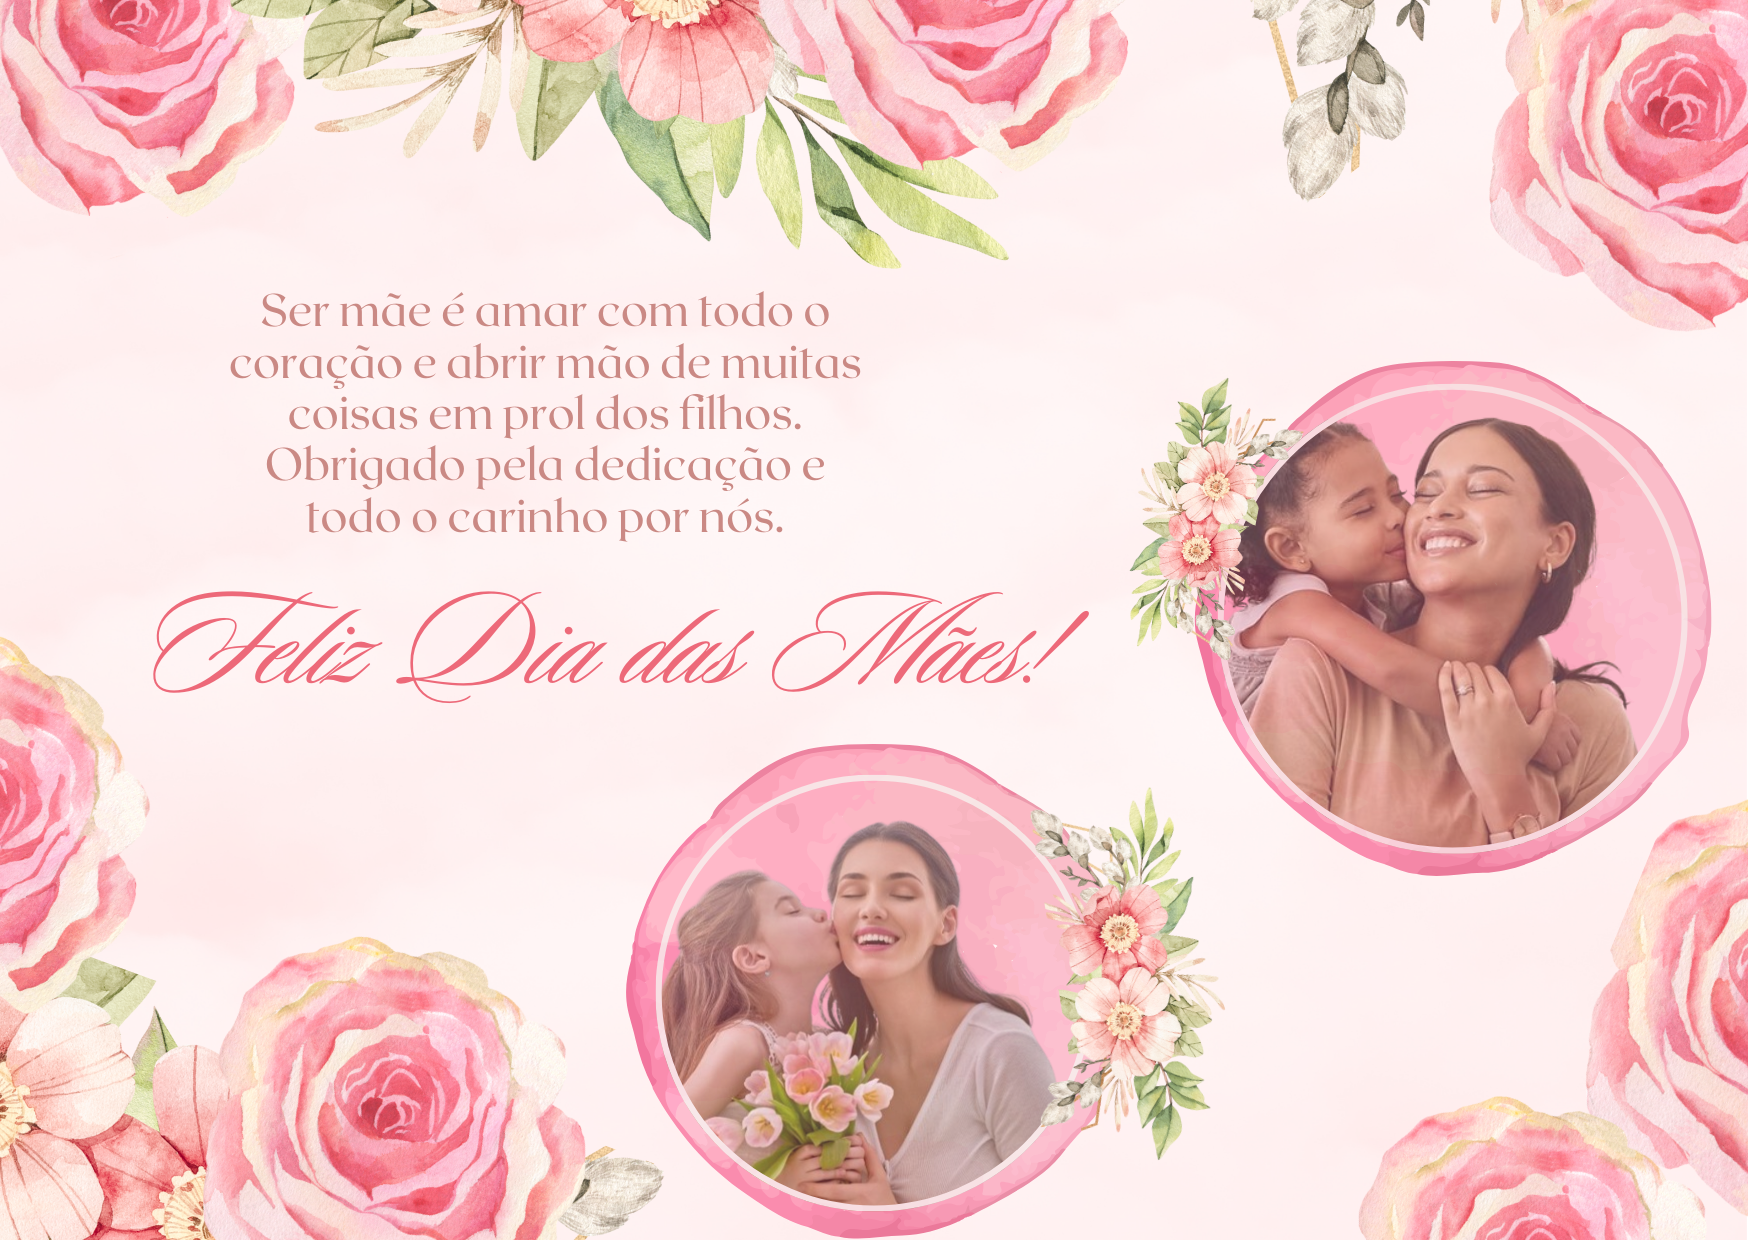 Ser mãe é amar com todo o
coração e abrir mão de muitas
coisas em prol dos filhos.
Obrigado pela dedicação e
todo o carinho por nós.
Feliz Dia das Mães!